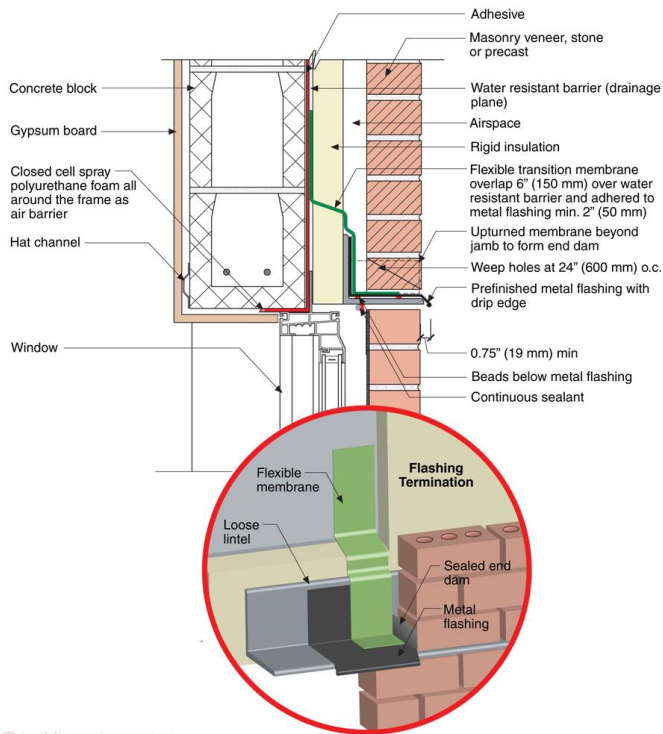 Adhesive
Masonry veneer, stone
or precast
Concrete block
Water resistant barrier (drainage
plane)
Gypsum board
Airspace
Rigid insulation
Closed cell spray
polyurethane foam all
around the frame as
air barrier
Flexible transition membrane
overlap 6” (150 mm) over water
resistant barrier and adhered to
metal flashing min. 2” (50 mm)
Upturned membrane beyond
jamb to form end dam
Hat channel
Weep holes at 24” (600 mm) o.c.
Prefinished metal flashing with
drip edge
Window
0.75” (19 mm) min
Beads below metal flashing
Continuous sealant
Flexible
membrane
Flashing
Termination
Loose
lintel
Sealed end
dam
Metal
flashing